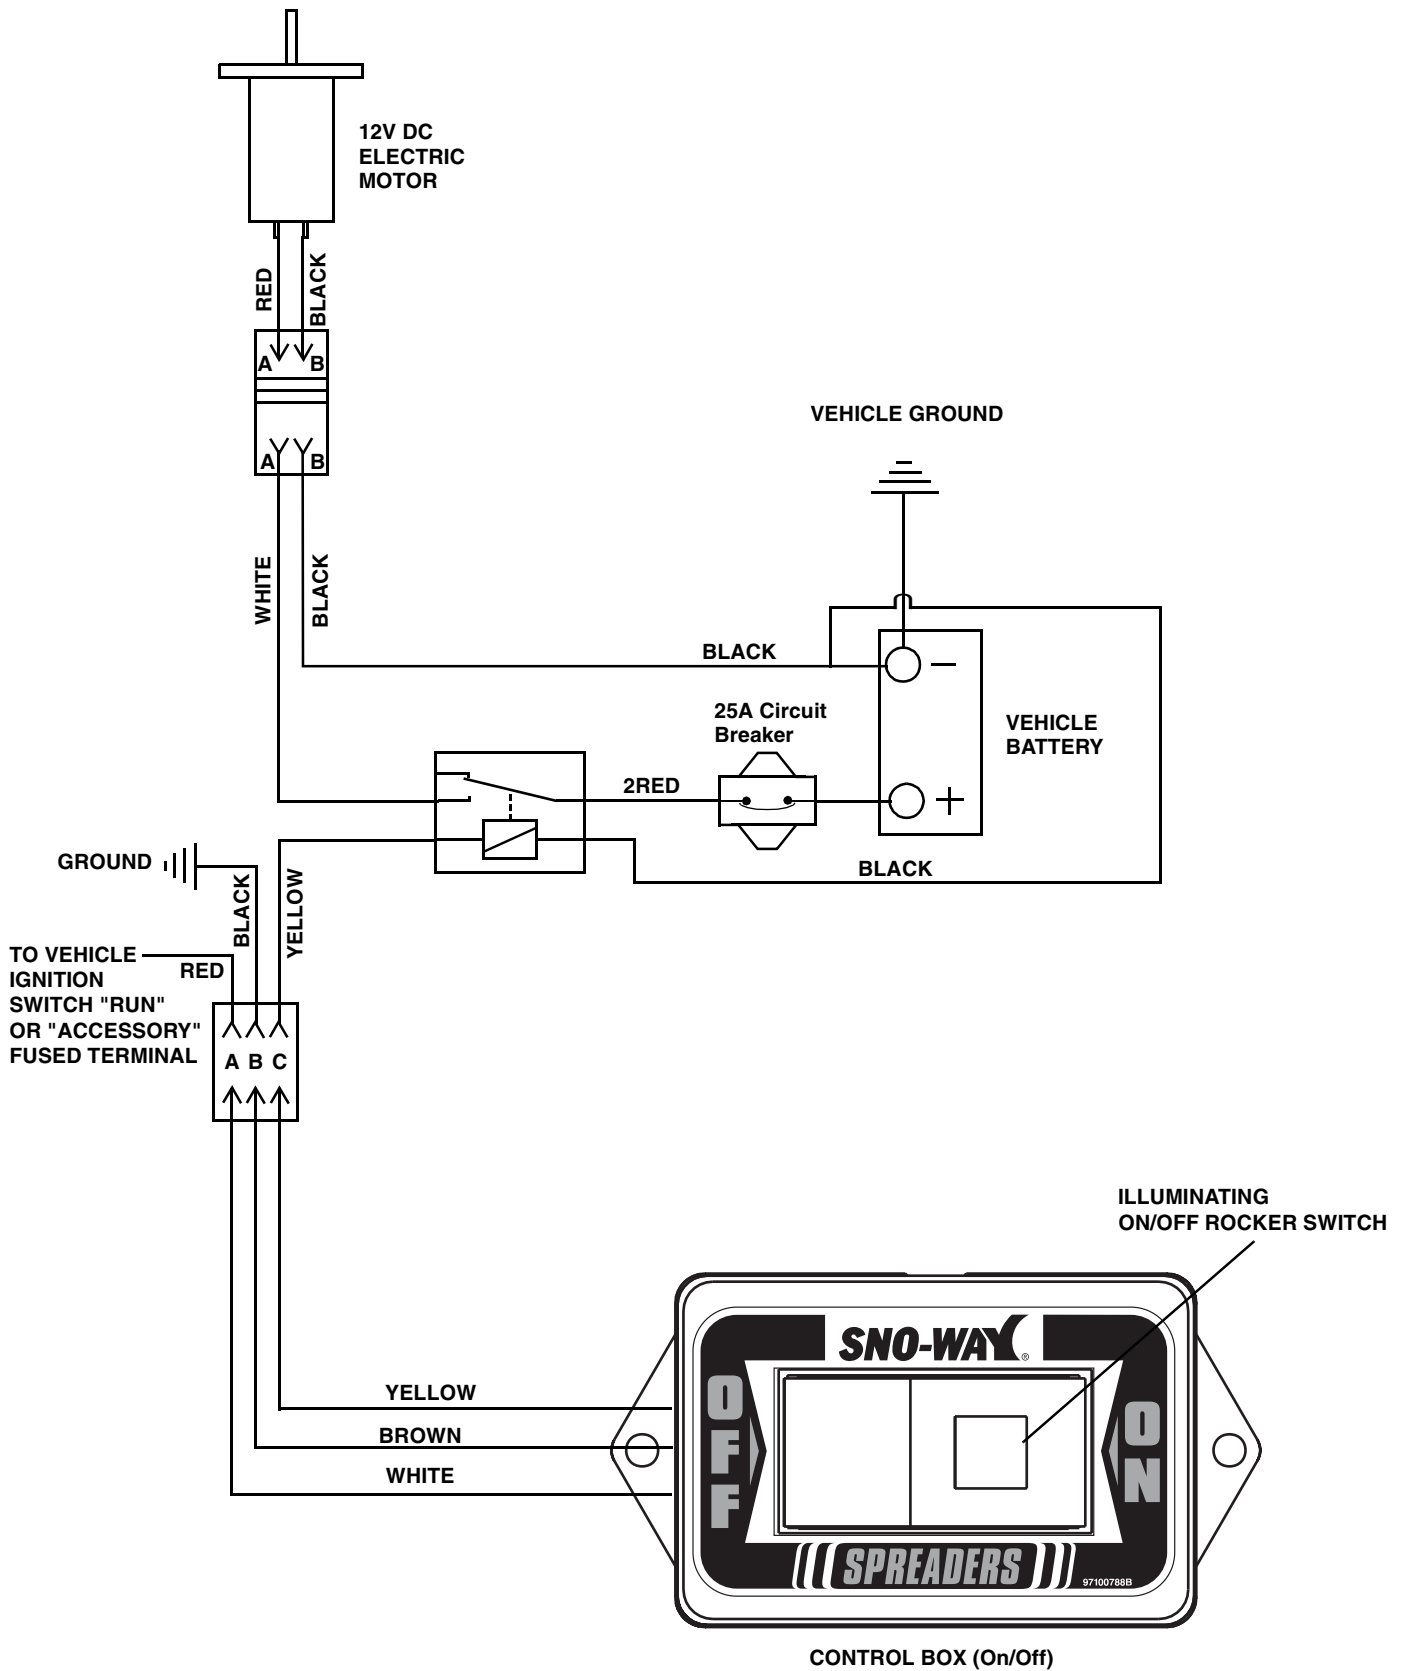 12V DC
ELECTRIC
MOTOR
RED
BLACK
A
B
A
B
VEHICLE GROUND
WHITE
BLACK
BLACK
25A Circuit
Breaker
VEHICLE
BATTERY
2RED
BLACK
GROUND
BLACK
YELLOW
TO VEHICLE
IGNITION
SWITCH "RUN"
OR "ACCESSORY"
FUSED TERMINAL
RED
A B C
ILLUMINATING
ON/OFF ROCKER SWITCH
YELLOW
BROWN
WHITE
SNO-WAY®
OFF
ON
SPREADERS
97100788B
CONTROL BOX (On/Off)